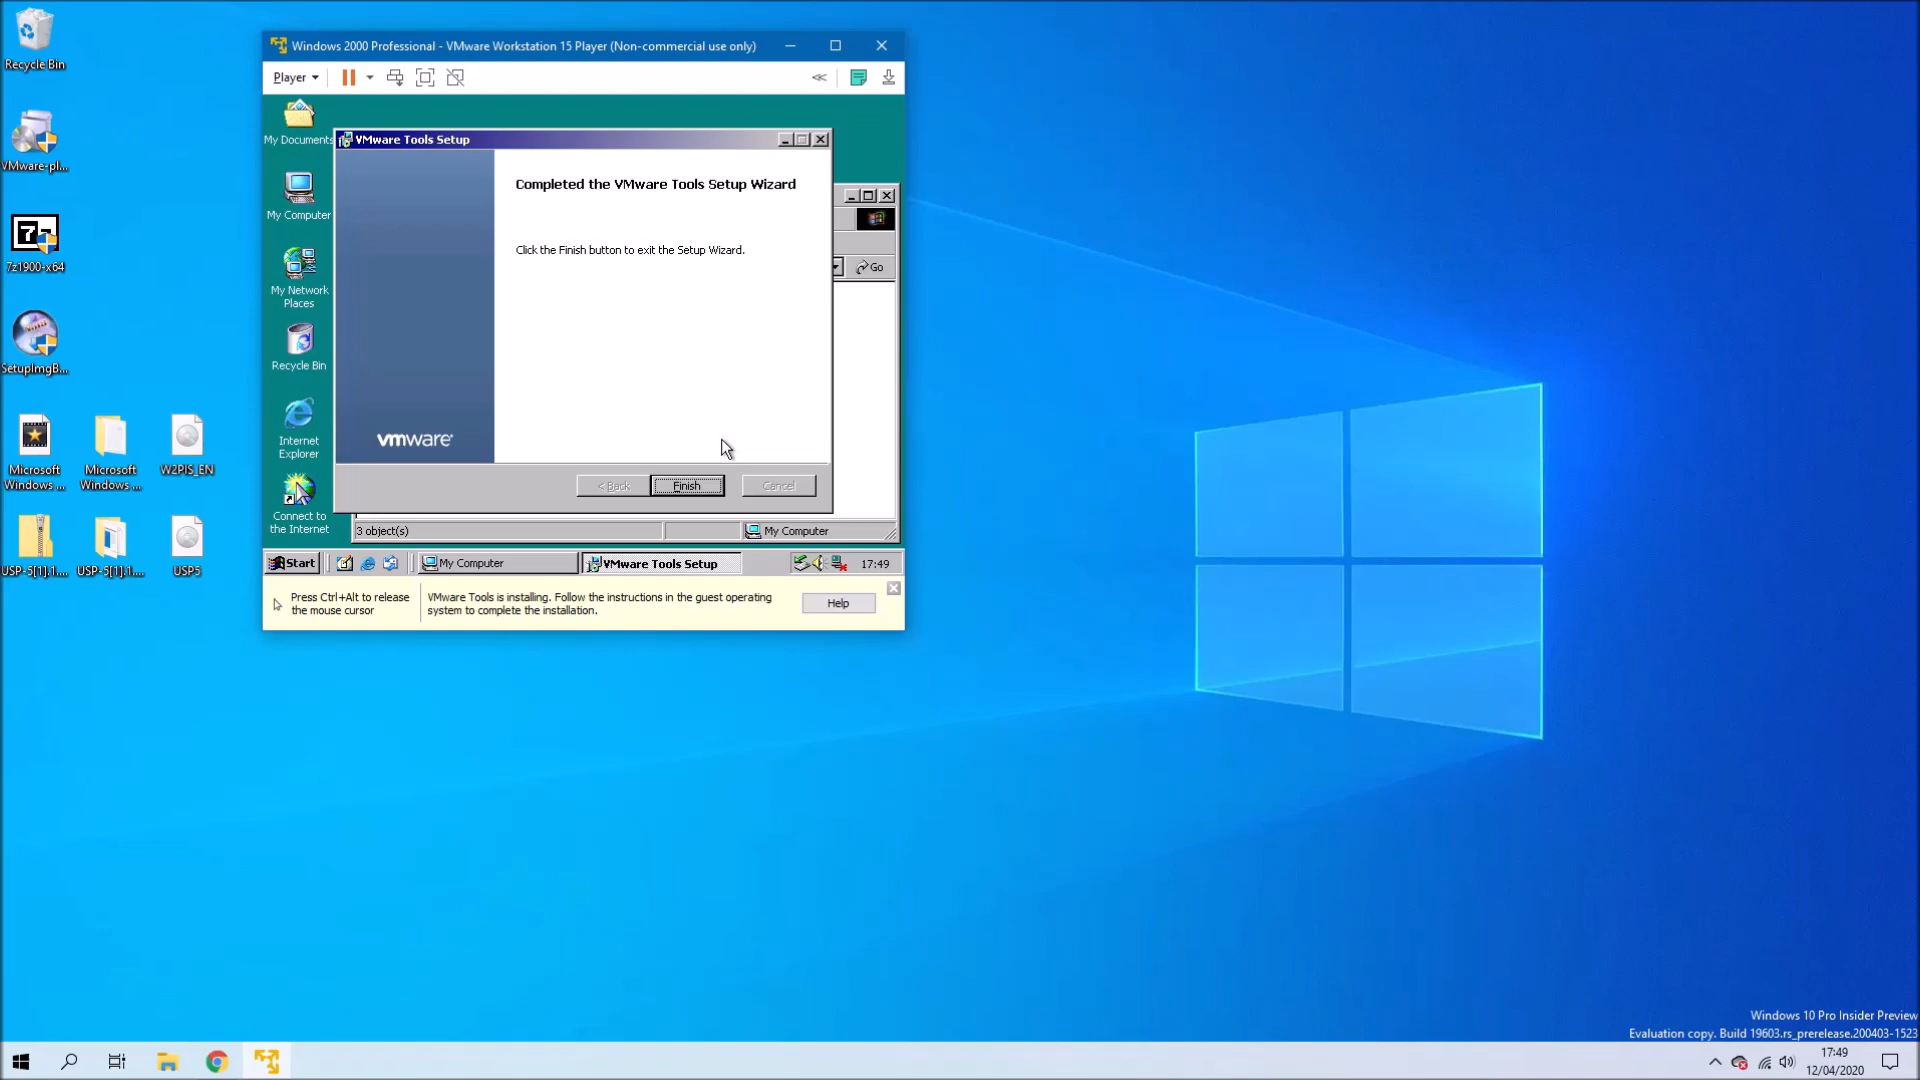 Recycle Bin
VMware-pl...
7z1900-x64
SetupImgB...
Microsoft
Windows ...
Microsoft
Windows ...
W2PIS_EN
USP-5[1].1....
USP-5[1].1....
USP5
Windows 2000 Professional - VMware Workstation 15 Player (Non-commercial use only)
Player
My Documents
My Computer
My Network
Places
Recycle Bin
Internet
Explorer
Connect to
the Internet
VMware Tools Setup
Completed the VMware Tools Setup Wizard
Click the Finish button to exit the Setup Wizard.
vmware
< Back
Finish
Cancel
Go
3 object(s)
My Computer
Start
My Computer
VMware Tools Setup
17:49
Press Ctrl+Alt to release
the mouse cursor
VMware Tools is installing. Follow the instructions in the guest operating
system to complete the installation.
Help
Windows 10 Pro Insider Preview
Evaluation copy. Build 19603.rs_prerelease.200403-1523
17:49
12/04/2020